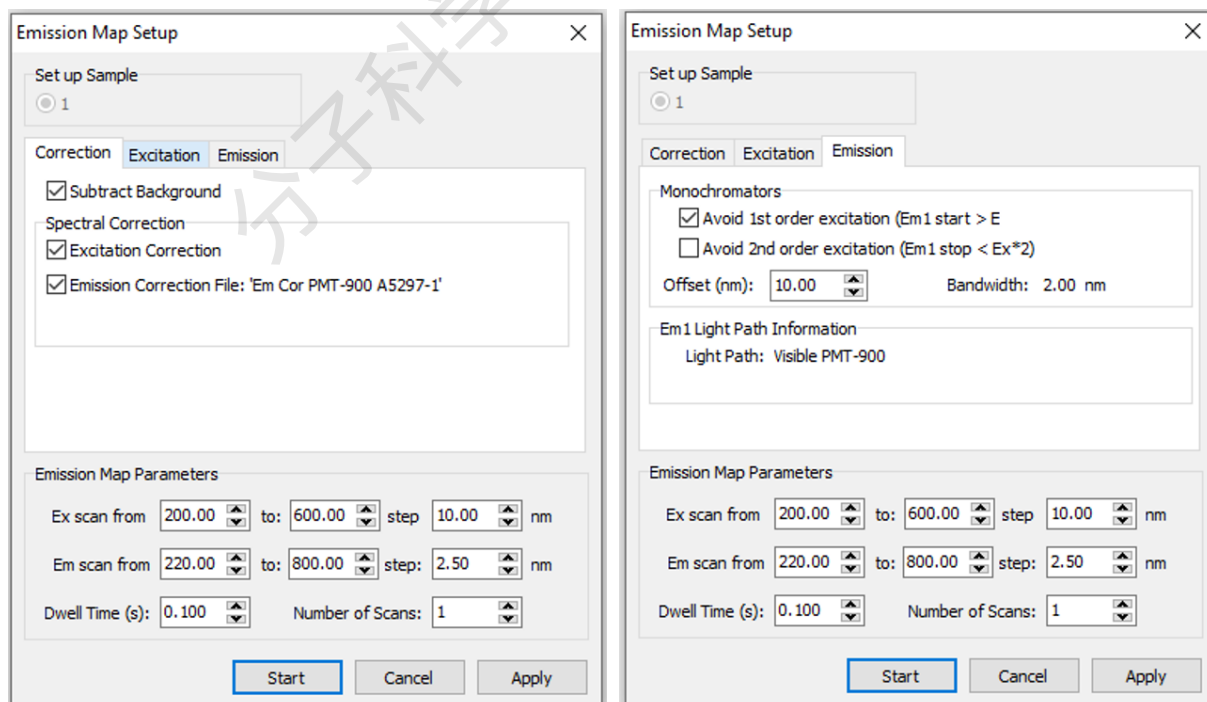 Emission Map Setup
Set up Sample
1
Correction Excitation Emission
Subtract Background
Spectral Correction
Excitation Correction
Emission Correction File: 'Em Cor PMT-900 A5297-1'
Emission Map Parameters
Ex scan from 200.00 to: 600.00 step 10.00 nm
Em scan from 220.00 to: 800.00 step: 2.50 nm
Dwell Time (s): 0.100 Number of Scans: 1
Start Cancel Apply
Emission Map Setup
Set up Sample
1
Correction Excitation Emission
Monochromators
Avoid 1st order excitation (Em1 start > E
Avoid 2nd order excitation (Em1 stop < Ex*2)
Offset (nm): 10.00 Bandwidth: 2.00 nm
Em1 Light Path Information
Light Path: Visible PMT-900
Emission Map Parameters
Ex scan from 200.00 to: 600.00 step 10.00 nm
Em scan from 220.00 to: 800.00 step: 2.50 nm
Dwell Time (s): 0.100 Number of Scans: 1
Start Cancel Apply
分子科学